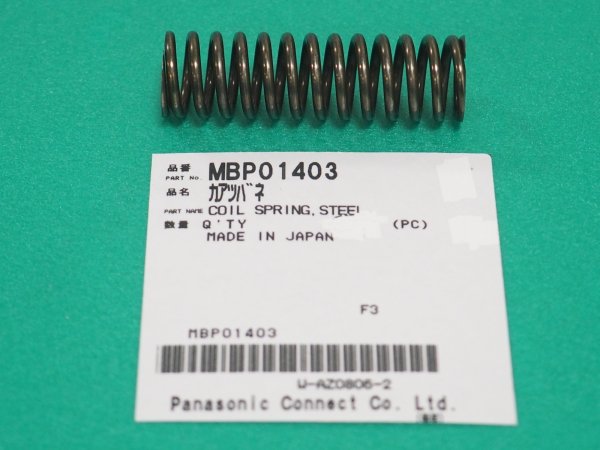 品番 PART No. MBP01403
品名 カアツバネ
PART NAME COIL SPRING,STEEL
数量 Q'TY (PC)
MADE IN JAPAN
F3
MBP01403
W-AZ0806-2
Panasonic Connect Co. Ltd.